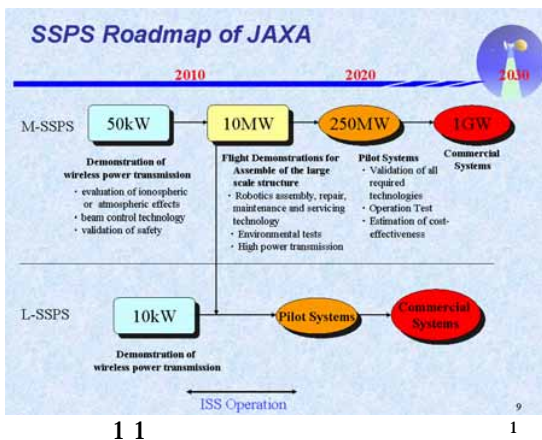 SSPS Roadmap of JAXA
2010
2020
2030
M-SSPS
50kW
10MW
250MW
1GW
Demonstration of
wireless power transmission
• evaluation of ionospheric
or atmospheric effects
• beam control technology
• validation of safety
Flight Demonstrations for
Assemble of the large
scale structure
• Robotics assembly, repair,
maintenance and servicing
technology
• Environmental tests
• High power transmission
Pilot Systems
• Validation of all
required
technologies
• Operation Test
• Estimation of cost-
effectiveness
Commercial
Systems
L-SSPS
10kW
Pilot Systems
Commercial
Systems
Demonstration of
wireless power transmission
ISS Operation
9
1 1
1